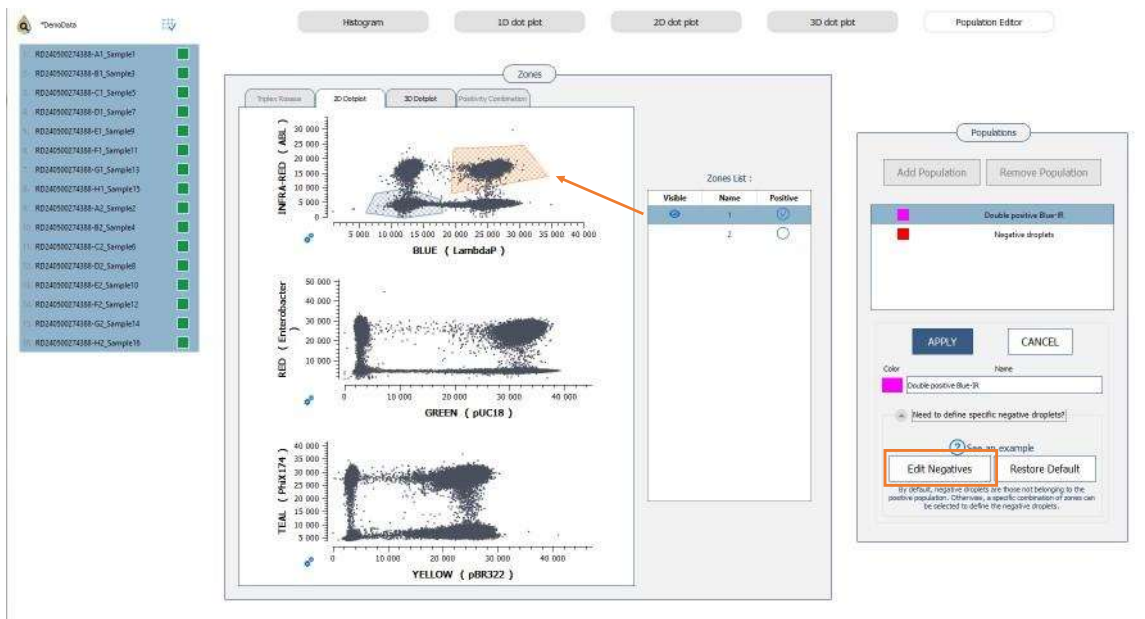 *DemoData
Histogram
1D dot plot
2D dot plot
3D dot plot
Population Editor
RD240500274388-A1_Sample1
RD240500274388-B1_Sample3
RD240500274388-C1_Sample5
RD240500274388-D1_Sample7
RD240500274388-E1_Sample9
RD240500274388-F1_Sample11
RD240500274388-G1_Sample13
RD240500274388-H1_Sample15
RD240500274388-A2_Sample2
RD240500274388-B2_Sample4
RD240500274388-C2_Sample6
RD240500274388-D2_Sample8
RD240500274388-E2_Sample10
RD240500274388-F2_Sample12
RD240500274388-G2_Sample14
RD240500274388-H2_Sample16
Zones
2D Dotplot
3D Dotplot
Positivity Combination
INFRA-RED ( ABL )
30 000
25 000
20 000
15 000
10 000
5 000
0
5 000 10 000 15 000 20 000 25 000 30 000 35 000 40 000
BLUE ( LambdaP )
RED ( Enterobacter )
50 000
40 000
30 000
20 000
10 000
0 10 000 20 000 30 000 40 000
GREEN ( pUC18 )
TEAL ( PhiX174 )
40 000
35 000
30 000
25 000
20 000
15 000
10 000
5 000
0 10 000 20 000 30 000 40 000
YELLOW ( pBR322 )
Zones List :
Visible Name Positive
1
2
Populations
Add Population
Remove Population
Double positive Blue-IR
Negative droplets
APPLY
CANCEL
Color Name
Double positive Blue-IR
Need to define specific negative droplets?
? See an example
Edit Negatives
Restore Default
By default, negative droplets are those not belonging to the
positive population. Otherwise, a specific combination of zones can
be selected to define the negative droplets.